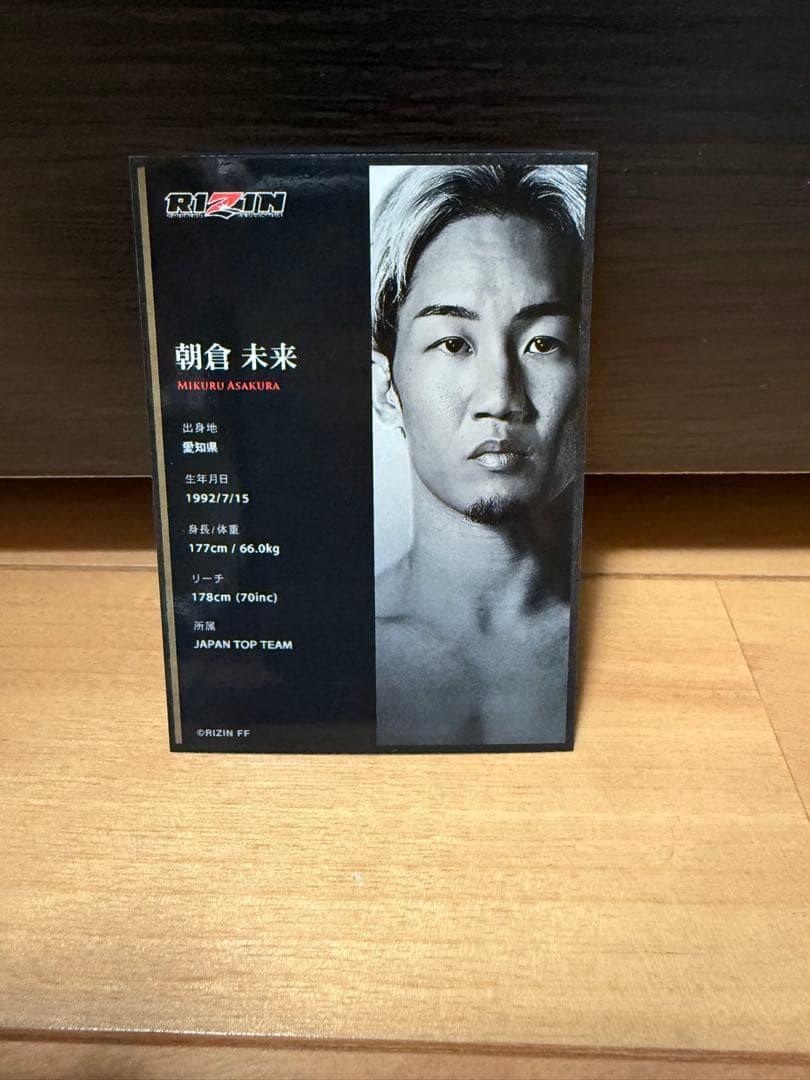 RIZIN
朝倉 未来
MIKURU ASAKURA
出身地
愛知県
生年月日
1992/7/15
身長/体重
177cm / 66.0kg
リーチ
178cm (70inc)
所属
JAPAN TOP TEAM
©RIZIN FF